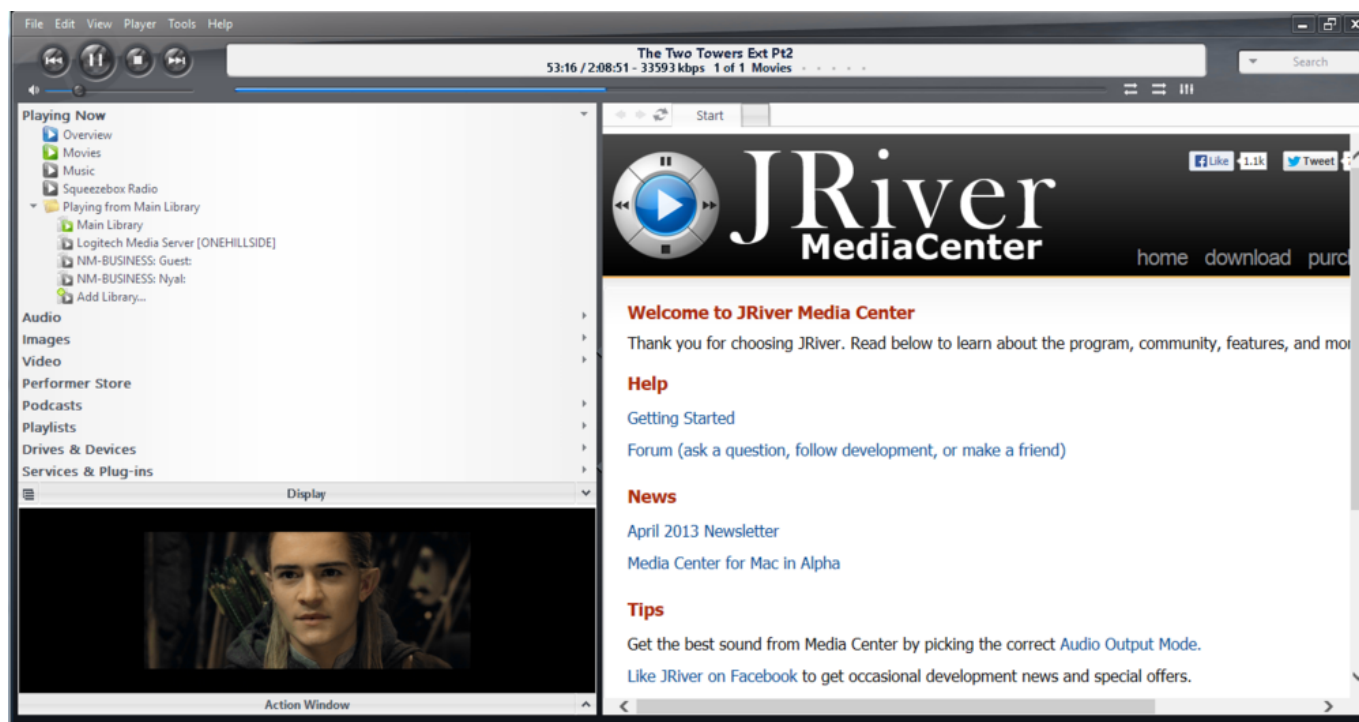 File Edit View Player Tools Help
The Two Towers Ext Pt2
53:16 / 2:08:51 - 33593 kbps 1 of 1 Movies
Search
Playing Now
Overview
Movies
Music
Squeezebox Radio
Playing from Main Library
Main Library
Logitech Media Server [ONEHILLSIDE]
NM-BUSINESS: Guest:
NM-BUSINESS: Nyal:
Add Library...
Audio
Images
Video
Performer Store
Podcasts
Playlists
Drives & Devices
Services & Plug-ins
Display
Action Window
Start
Like 1.1k Tweet
JRiver
MediaCenter
home download purc
Welcome to JRiver Media Center
Thank you for choosing JRiver. Read below to learn about the program, community, features, and mo
Help
Getting Started
Forum (ask a question, follow development, or make a friend)
News
April 2013 Newsletter
Media Center for Mac in Alpha
Tips
Get the best sound from Media Center by picking the correct Audio Output Mode.
Like JRiver on Facebook to get occasional development news and special offers.